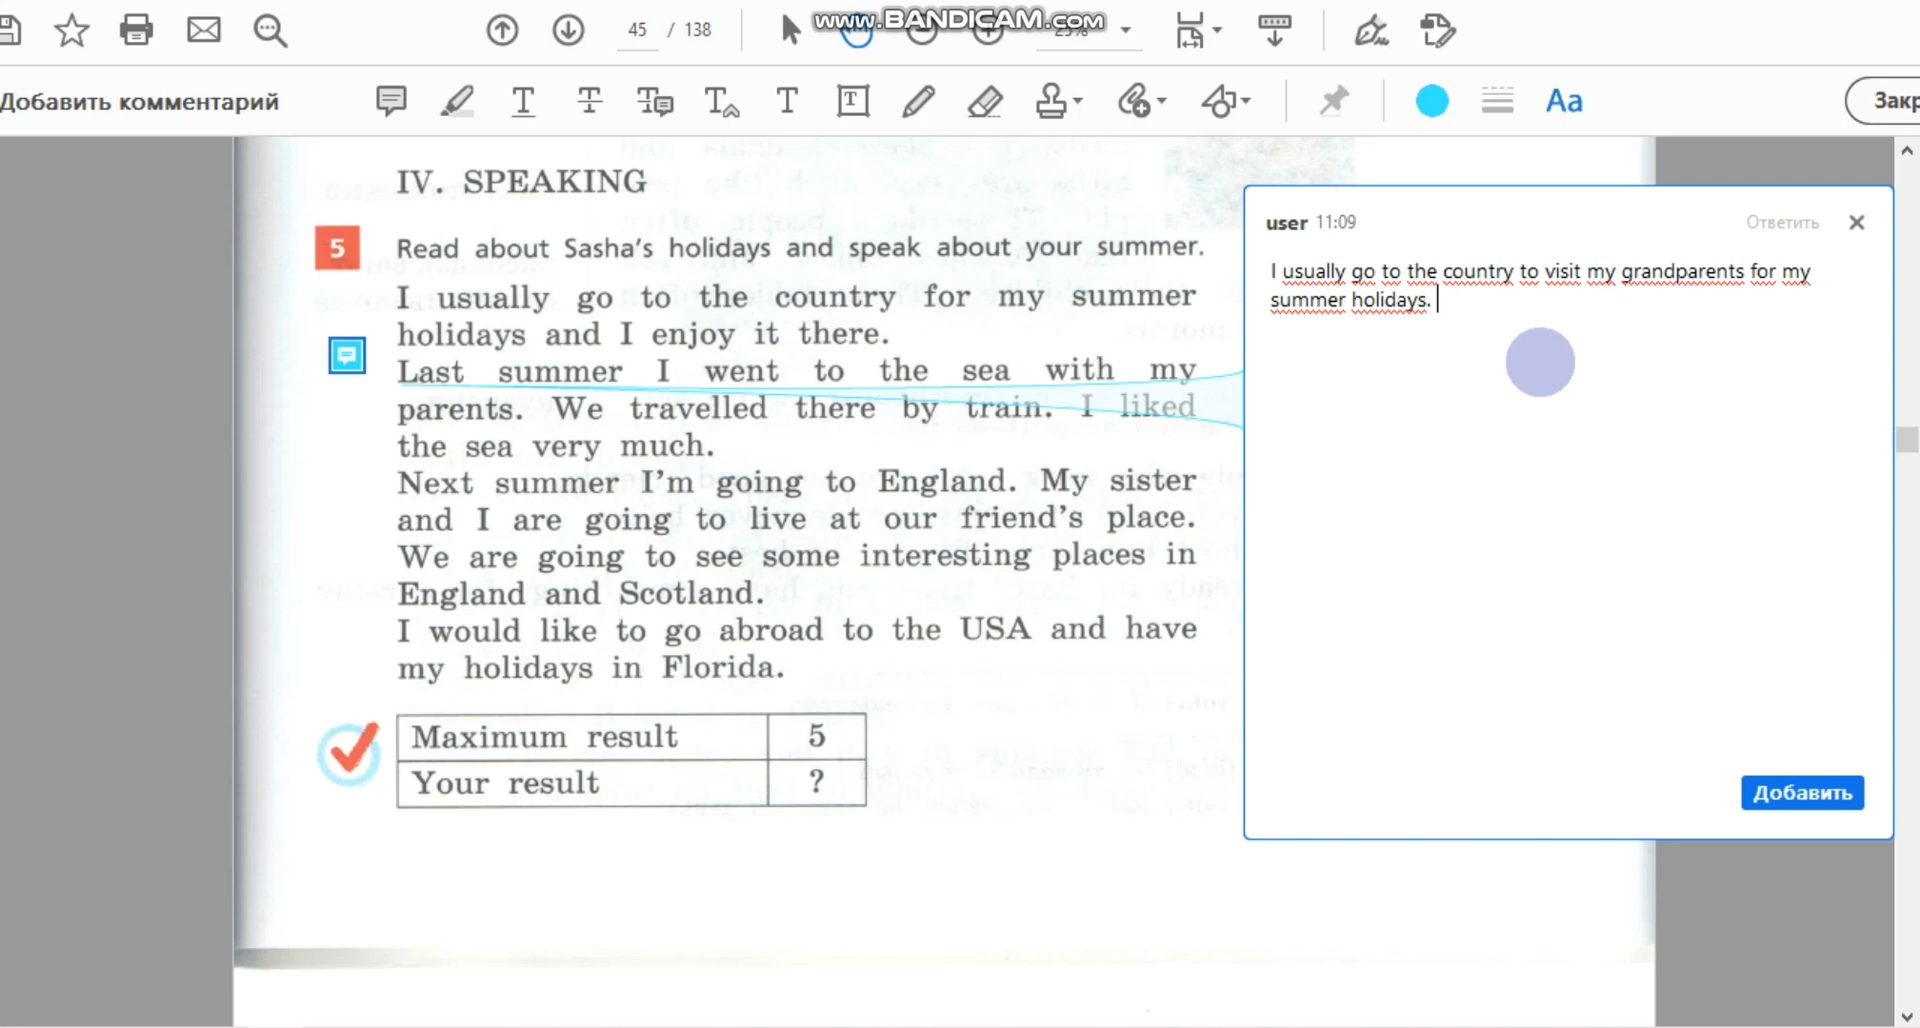 www.BANDICAM.com
45 / 138
25%
Добавить комментарий
Aa
Закр
IV. SPEAKING
5 Read about Sasha's holidays and speak about your summer.
I usually go to the country for my summer
holidays and I enjoy it there.
Last summer I went to the sea with my
parents. We travelled there by train. I liked
the sea very much.
Next summer I'm going to England. My sister
and I are going to live at our friend's place.
We are going to see some interesting places in
England and Scotland.
I would like to go abroad to the USA and have
my holidays in Florida.
Maximum result 5
Your result ?
user 11:09 Ответить
I usually go to the country to visit my grandparents for my
summer holidays.
Добавить